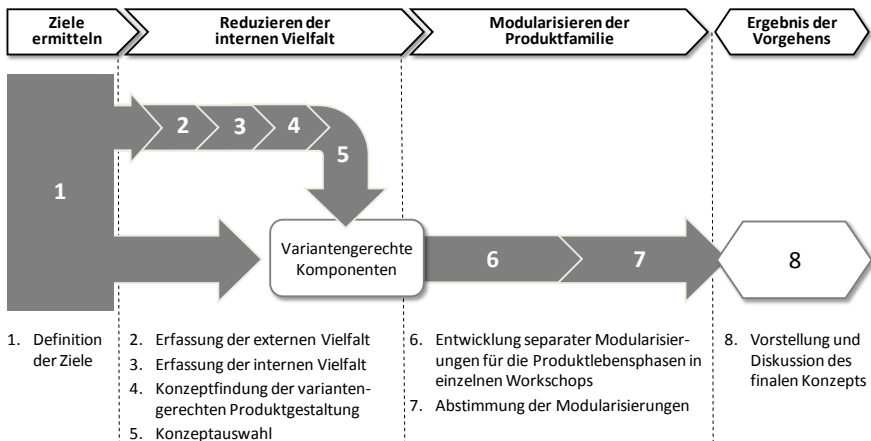 Ziele
ermitteln
Reduzieren der
internen Vielfalt
Modularisieren der
Produktfamilie
Ergebnis der
Vorgehens
1
2
3
4
5
Variantengerechte
Komponenten
6
7
8
1. Definition
der Ziele
2. Erfassung der externen Vielfalt
3. Erfassung der internen Vielfalt
4. Konzeptfindung der varianten-
gerechten Produktgestaltung
5. Konzeptauswahl
6. Entwicklung separater Modularisier-
ungen für die Produktlebensphasen in
einzelnen Workschops
7. Abstimmung der Modularisierungen
8. Vorstellung und
Diskussion des
finalen Konzepts